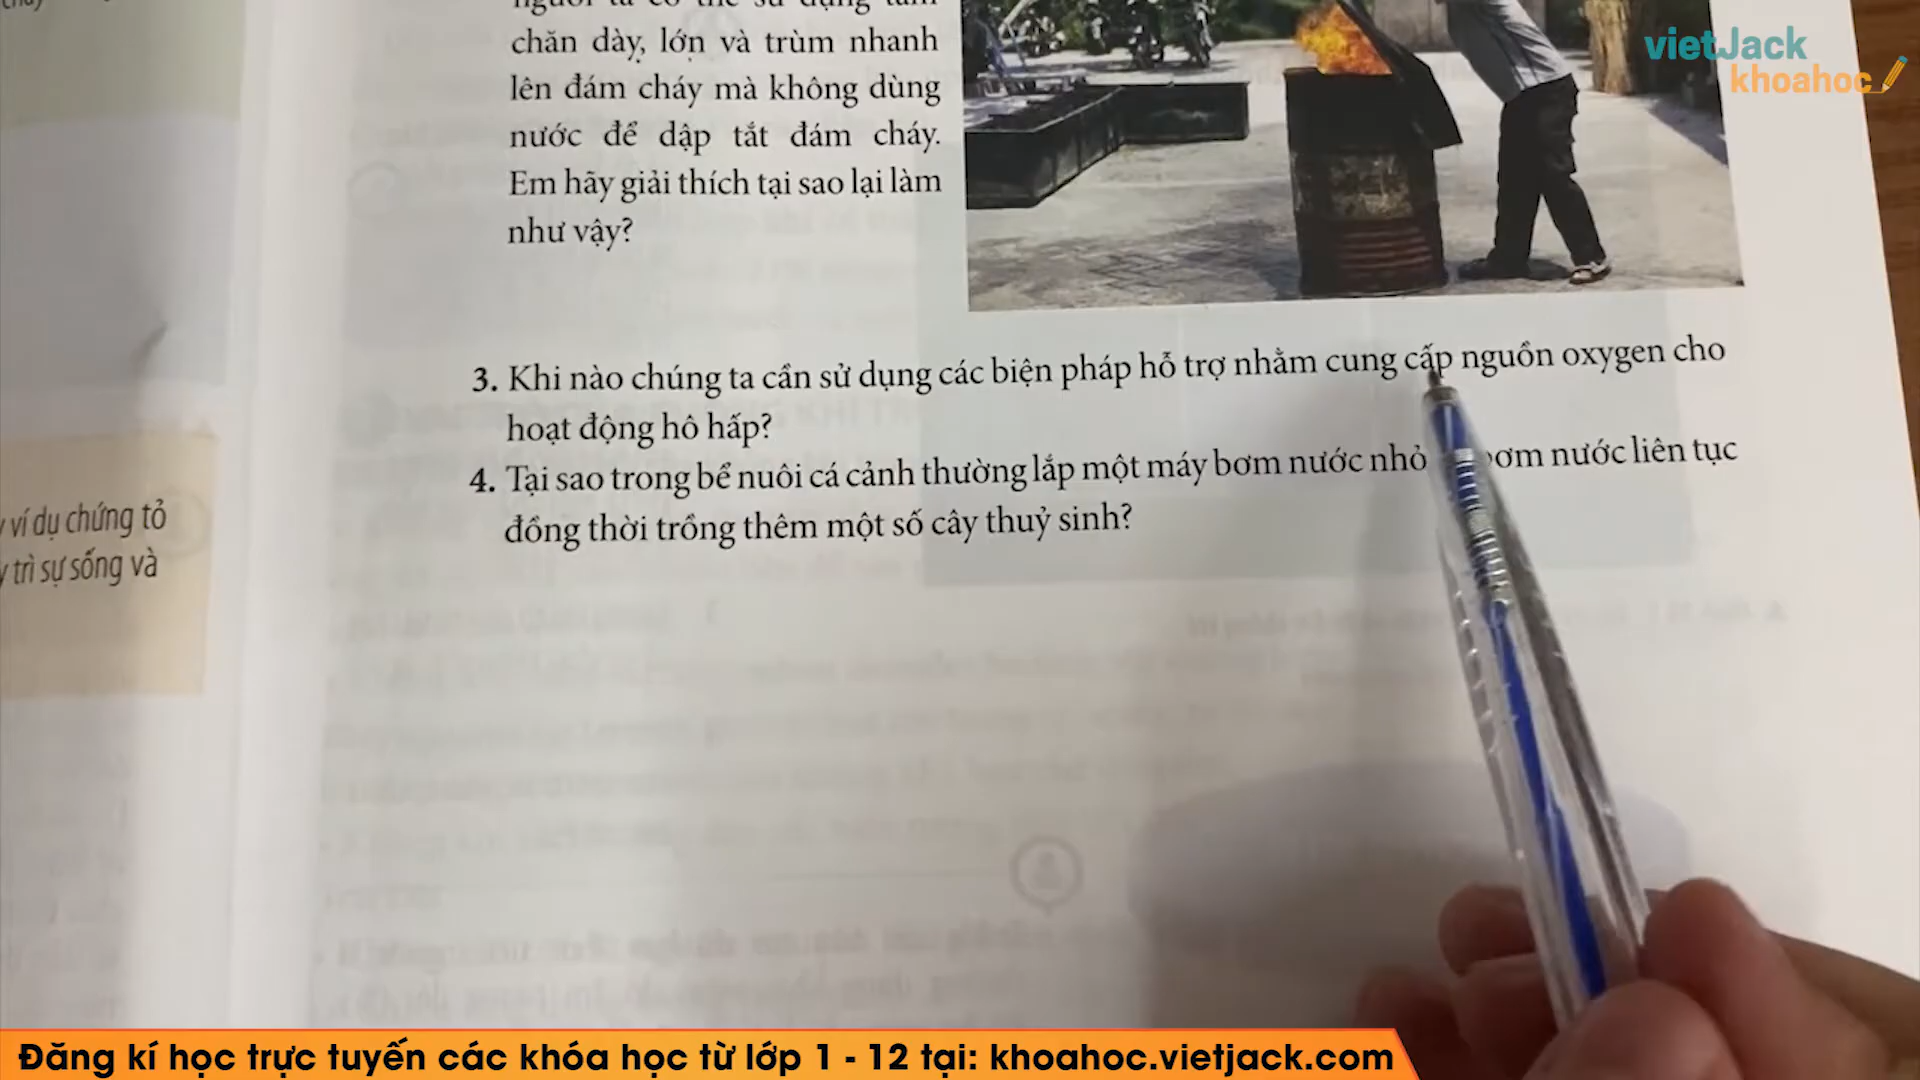 vietJack
khoahoc
chăn dày, lớn và trùm nhanh
lên đám cháy mà không dùng
nước để dập tắt đám cháy.
Em hãy giải thích tại sao lại làm
như vậy?
3. Khi nào chúng ta cần sử dụng các biện pháp hỗ trợ nhằm cung cấp nguồn oxygen cho
hoạt động hô hấp?
4. Tại sao trong bể nuôi cá cảnh thường lắp một máy bơm nước nhỏ bơm nước liên tục
đồng thời trồng thêm một số cây thuỷ sinh?
ví dụ chứng tỏ
trì sự sống và
Đăng kí học trực tuyến các khóa học từ lớp 1 - 12 tại: khoahoc.vietjack.com